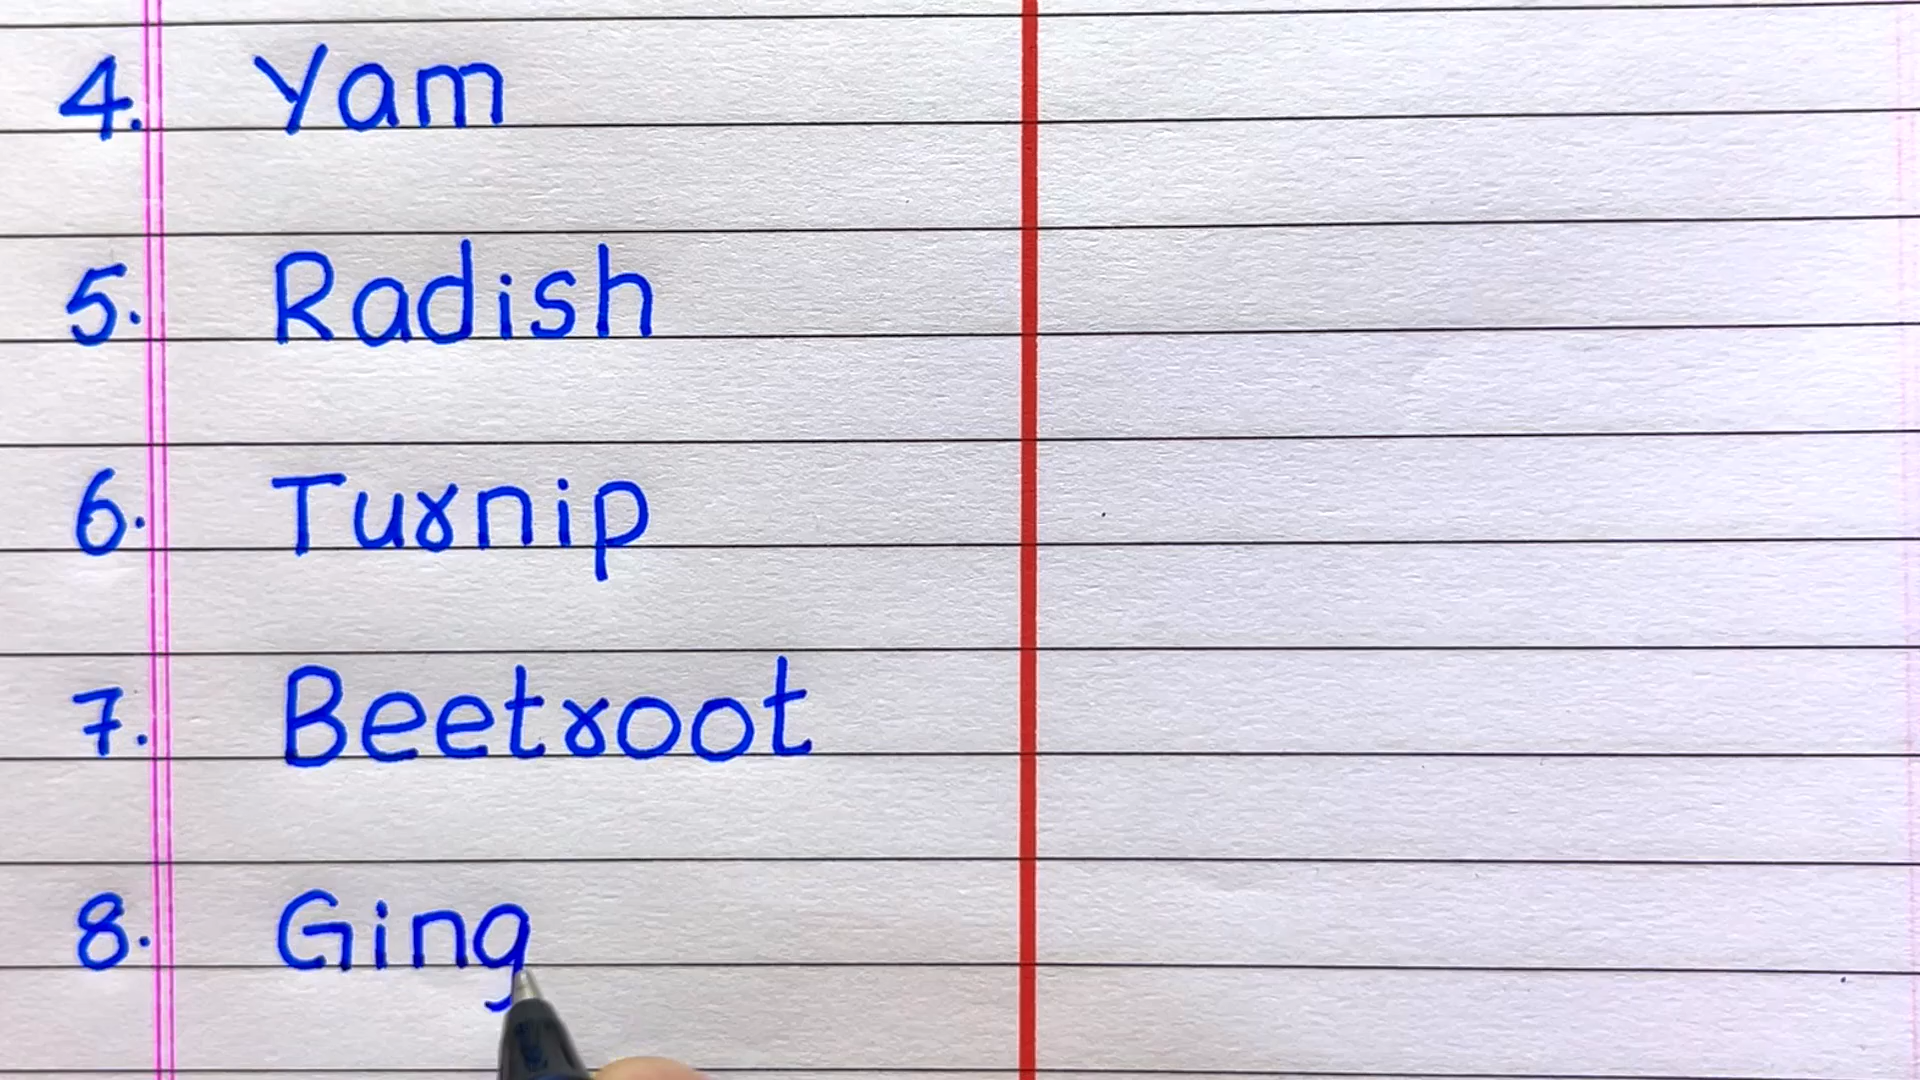 4. Yam
5. Radish
6. Turnip
7. Beetroot
8. Ging